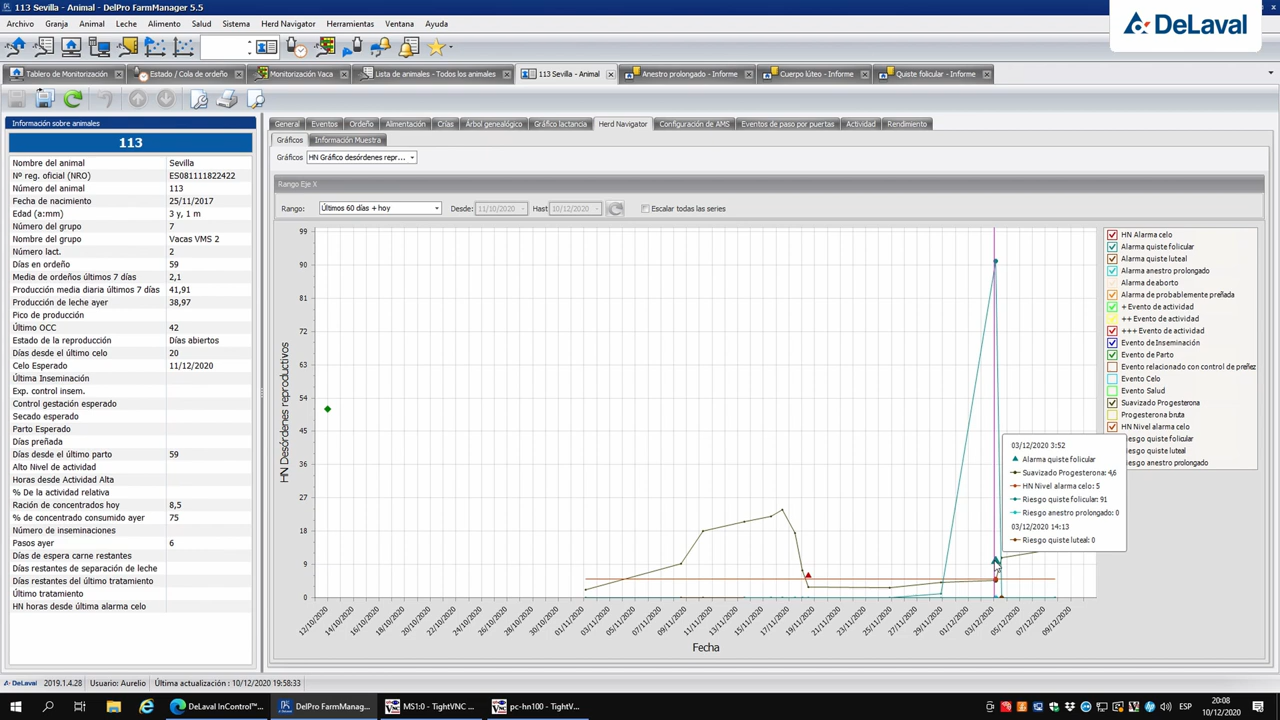 113 Sevilla - Animal - DelPro FarmManager 5.5
DeLaval
Archivo Granja Animal Leche Alimento Salud Sistema Herd Navigator Herramientas Ventana Ayuda
Tablero de Monitorización Estado / Cola de ordeño Monitorización Vaca Lista de animales - Todos los animales 113 Sevilla - Animal Anestro prolongado - Informe Cuerpo lúteo - Informe Quiste folicular - Informe
Información sobre animales
113
Nombre del animal Sevilla
Nº reg. oficial (NRO) ES081111822422
Número del animal 113
Fecha de nacimiento 25/11/2017
Edad (a:mm) 3 y, 1 m
Número del grupo 7
Nombre del grupo Vacas VMS 2
Número lact. 2
Días en ordeño 59
Media de ordeños últimos 7 días 2,1
Producción media diaria últimos 7 días 41,91
Producción de leche ayer 38,97
Pico de producción
Último OCC 42
Estado de la reproducción Días abiertos
Días desde el último celo 20
Celo Esperado 11/12/2020
Última Inseminación
Exp. control insem.
Control gestación esperado
Secado esperado
Parto Esperado
Días preñada
Días desde el último parto 59
Alto Nivel de actividad
Horas desde Actividad Alta
% De la actividad relativa
Ración de concentrados hoy 8,5
% de concentrado consumido ayer 75
Número de inseminaciones
Pasos ayer 6
Días de espera carne restantes
Días restantes de separación de leche
Días restantes del último tratamiento
Último tratamiento
HN horas desde última alarma celo
General Eventos Ordeño Alimentación Crías Árbol genealógico Gráfico lactancia Herd Navigator Configuración de AMS Eventos de paso por puertas Actividad Rendimiento
Gráficos Información Muestra
Gráficos HN Gráfico desórdenes repr...
Rango Eje X
Rango: Últimos 60 días + hoy Desde: 11/10/2020 Hast 10/12/2020 Escalar todas las series
HN Desórdenes reproductivos
99
90
81
72
63
54
45
36
27
18
9
0
12/10/2020 14/10/2020 16/10/2020 18/10/2020 20/10/2020 22/10/2020 24/10/2020 26/10/2020 28/10/2020 30/10/2020 01/11/2020 03/11/2020 05/11/2020 07/11/2020 09/11/2020 11/11/2020 13/11/2020 15/11/2020 17/11/2020 19/11/2020 21/11/2020 23/11/2020 25/11/2020 27/11/2020 29/11/2020 01/12/2020 03/12/2020 05/12/2020 07/12/2020 09/12/2020
Fecha
HN Alarma celo
Alarma quiste folicular
Alarma quiste luteal
Alarma anestro prolongado
Alarma de aborto
Alarma de probablemente preñada
+ Evento de actividad
++ Evento de actividad
+++ Evento de actividad
Evento de Inseminación
Evento de Parto
Evento relacionado con control de preñez
Evento Celo
Evento Salud
Suavizado Progesterona
Progesterona bruta
HN Nivel alarma celo
iesgo quiste folicular
iesgo quiste luteal
iesgo anestro prolongado
03/12/2020 3:52
Alarma quiste folicular
Suavizado Progesterona: 4,6
HN Nivel alarma celo: 5
Riesgo quiste folicular: 91
Riesgo anestro prolongado: 0
03/12/2020 14:13
Riesgo quiste luteal: 0
DeLaval 2019.1.4.28 Usuario: Aurelio Última actualización : 10/12/2020 19:58:33
DeLaval InControl™... DelPro FarmManag... MS1:0 - TightVNC ... pc-hn100 - TightV...
ESP
20:08
10/12/2020